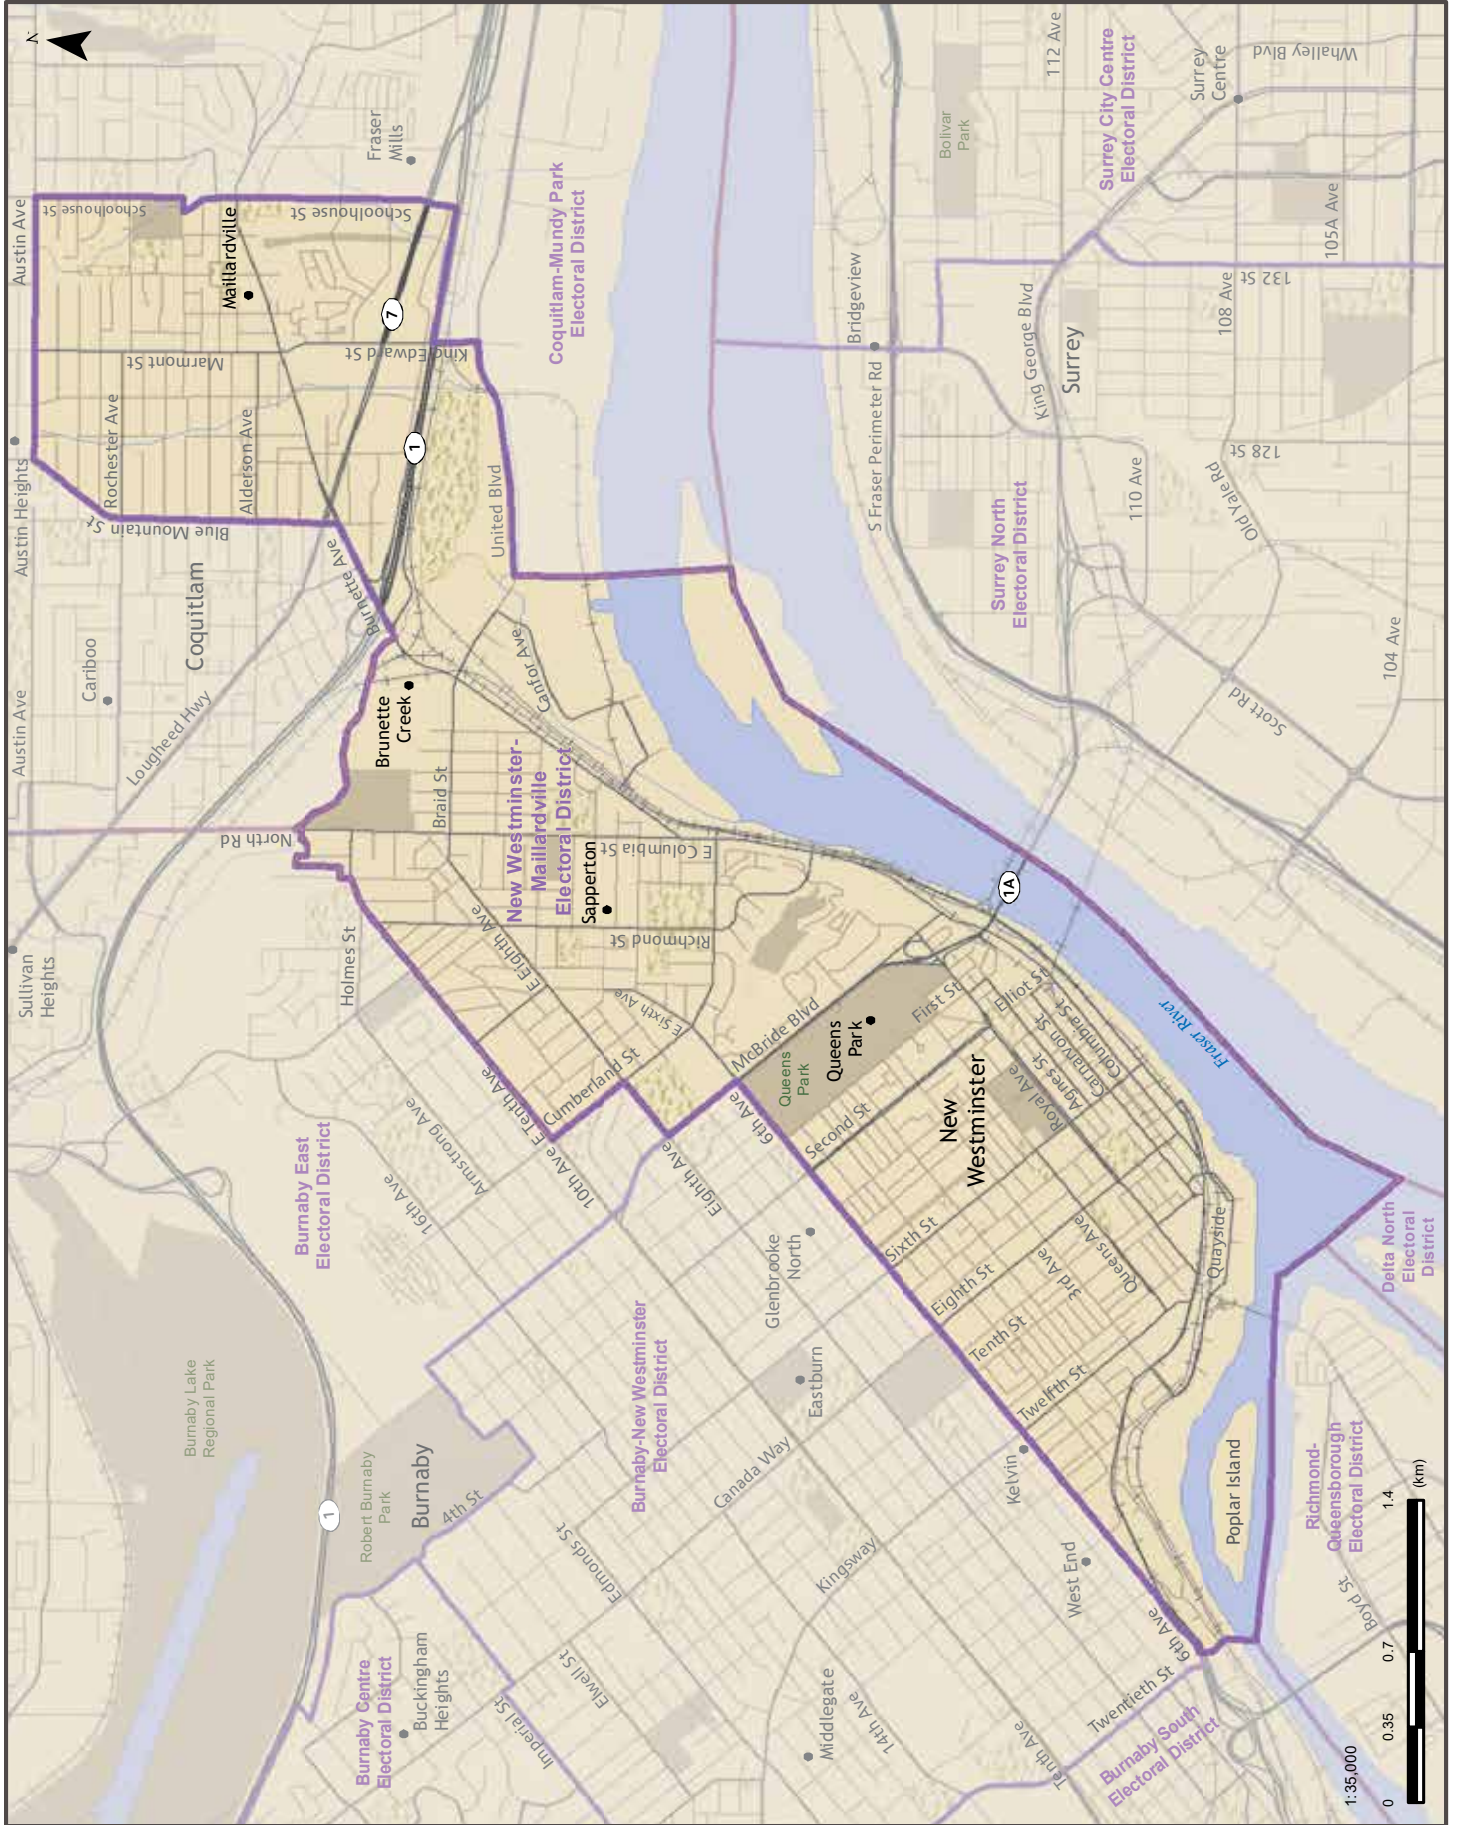 N
Austin Ave
Austin Heights
Austin Ave
Sullivan
Heights
Cariboo
Coquitlam
Lougheed Hwy
North Rd
Holmes St
Schoolhouse St
Schoolhouse St
Maillardville
Marmont St
King Edward St
Rochester Ave
Alderson Ave
Blue Mountain St
Burnette Ave
Fraser
Mills
7
1
United Blvd
Canfor Ave
Brunette
Creek
Braid St
New Westminster-
Maillardville
Electoral District
Sapperton
E Columbia St
Richmond St
E Eighth Ave
E Sixth Ave
Cumberland St
McBride Blvd
E Tenth Ave
10th Ave
Eighth Ave
6th Ave
Queens
Park
Queens
Park
First St
Second St
Elliot St
Columbia St
Carnarvon St
Agnes St
Royal Ave
New
Westminster
Sixth St
Eighth St
Tenth St
Twelfth St
3rd Ave
Queens Ave
Quayside
Poplar Island
6th Ave
Twentieth St
Tenth Ave
14th Ave
Fraser River
1A
Coquitlam-Mundy Park
Electoral District
Bolivar
Park
112 Ave
Surrey City Centre
Electoral District
Surrey
Centre
Whalley Blvd
105A Ave
132 St
108 Ave
Bridgeview
S Fraser Perimeter Rd
King George Blvd
Surrey
128 St
110 Ave
Old Yale Rd
Surrey North
Electoral District
Scott Rd
104 Ave
Burnaby East
Electoral District
Armstrong Ave
16th Ave
Burnaby Lake
Regional Park
1
Robert Burnaby
Park
Burnaby
4th St
Burnaby-New Westminster
Electoral District
Glenbrooke
North
Eastburn
Canada Way
Kelvin
Edmonds St
Kingsway
West End
Elwell St
Imperial St
Middlegate
Burnaby Centre
Electoral District
Buckingham
Heights
Burnaby South
Electoral District
Delta North
Electoral
District
Richmond-
Queensborough
Electoral District
Boyd St
1:35,000
0
0.35
0.7
1.4
(km)